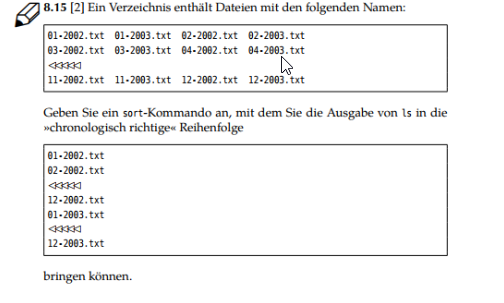 8.15 [2] Ein Verzeichnis enthält Dateien mit den folgenden Namen:
01-2002.txt 01-2003.txt 02-2002.txt 02-2003.txt
03-2002.txt 03-2003.txt 04-2002.txt 04-2003.txt
◁◁◁◁◁
11-2002.txt 11-2003.txt 12-2002.txt 12-2003.txt
Geben Sie ein sort-Kommando an, mit dem Sie die Ausgabe von ls in die
»chronologisch richtige« Reihenfolge
01-2002.txt
02-2002.txt
◁◁◁◁◁
12-2002.txt
01-2003.txt
◁◁◁◁◁
12-2003.txt
bringen können.